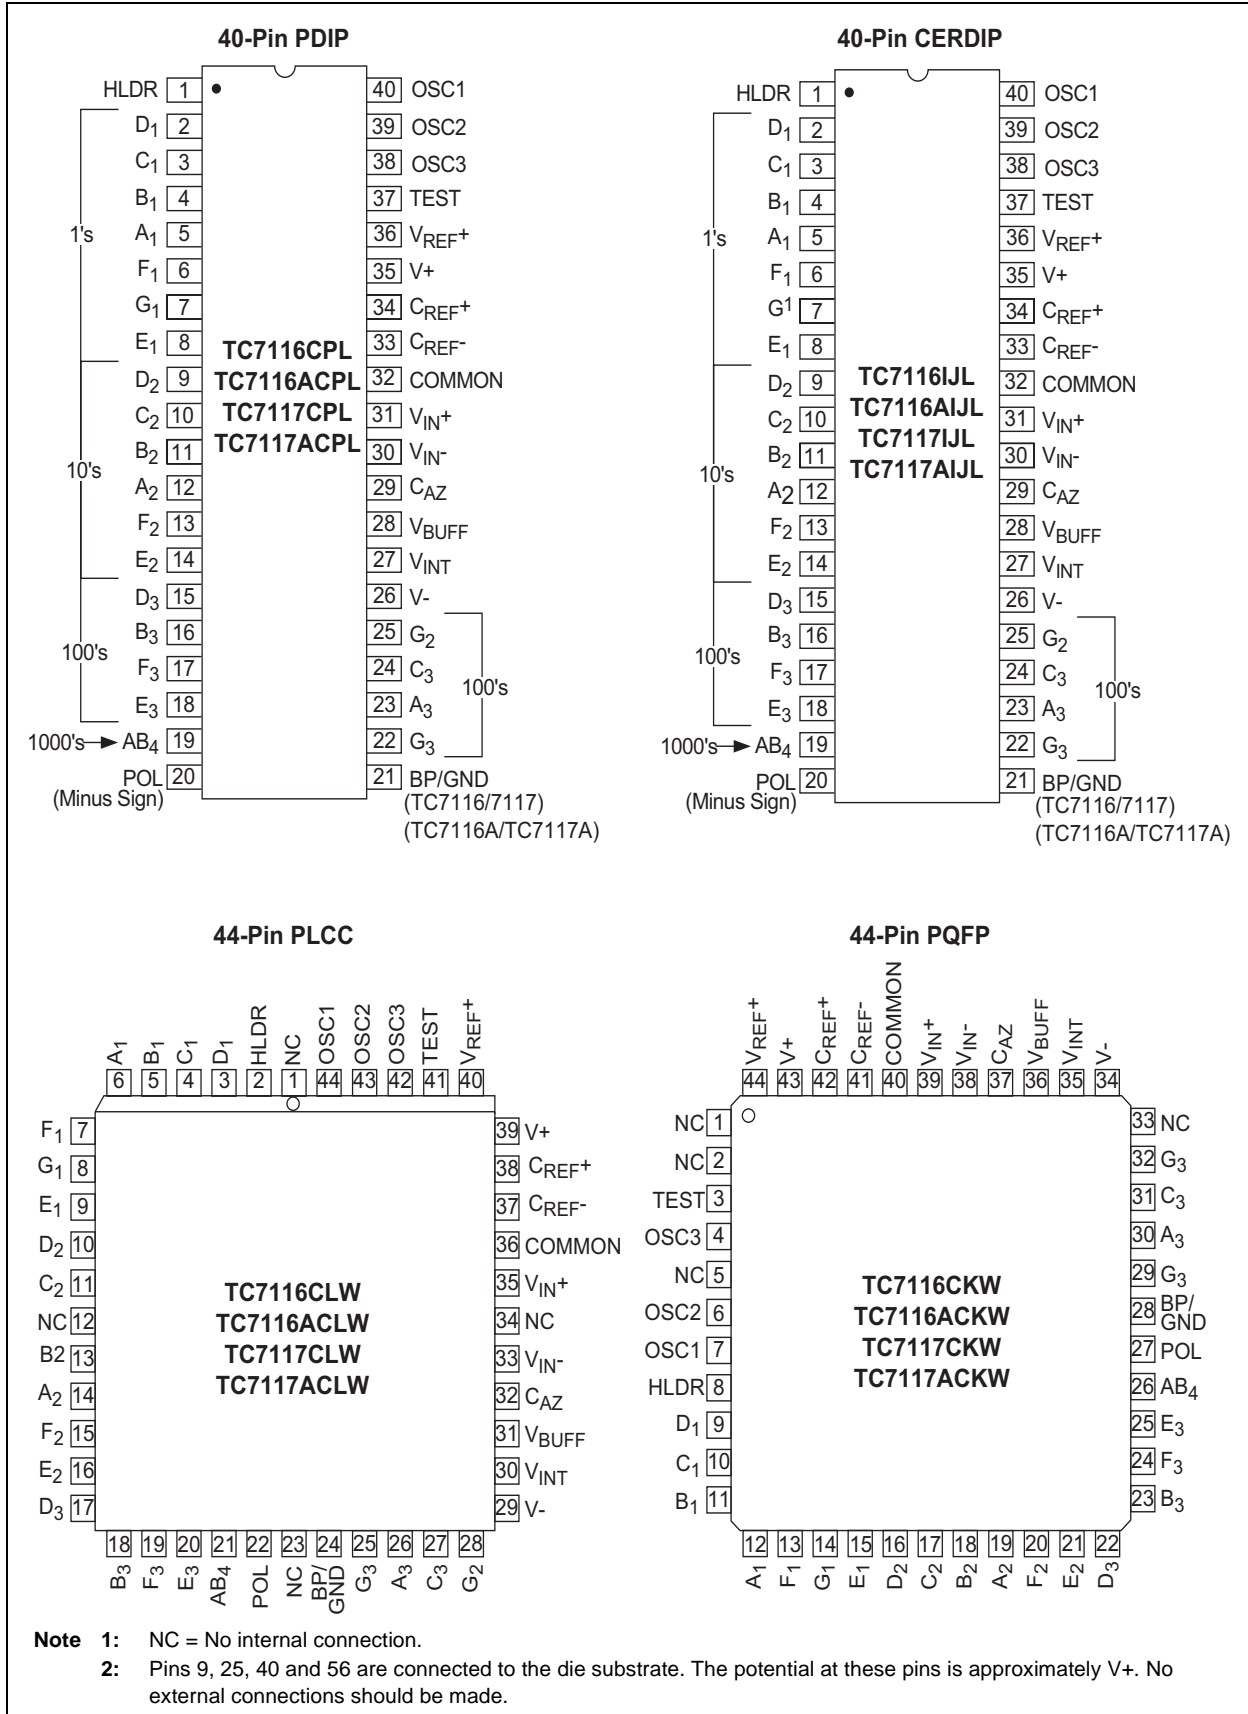 40-Pin PDIP
HLDR 1
D1 2
C1 3
B1 4
A1 5
F1 6
G1 7
E1 8
D2 9
C2 10
B2 11
A2 12
F2 13
E2 14
D3 15
B3 16
F3 17
E3 18
AB4 19
POL 20
(Minus Sign)
1's
10's
100's
1000's
TC7116CPL
TC7116ACPL
TC7117CPL
TC7117ACPL
40 OSC1
39 OSC2
38 OSC3
37 TEST
36 VREF+
35 V+
34 CREF+
33 CREF-
32 COMMON
31 VIN+
30 VIN-
29 CAZ
28 VBUFF
27 VINT
26 V-
25 G2
24 C3
23 A3
22 G3
21 BP/GND
(TC7116/7117)
(TC7116A/TC7117A)
100's
40-Pin CERDIP
HLDR 1
D1 2
C1 3
B1 4
A1 5
F1 6
G1 7
E1 8
D2 9
C2 10
B2 11
A2 12
F2 13
E2 14
D3 15
B3 16
F3 17
E3 18
AB4 19
POL 20
(Minus Sign)
1's
10's
100's
1000's
TC7116IJL
TC7116AIJL
TC7117IJL
TC7117AIJL
40 OSC1
39 OSC2
38 OSC3
37 TEST
36 VREF+
35 V+
34 CREF+
33 CREF-
32 COMMON
31 VIN+
30 VIN-
29 CAZ
28 VBUFF
27 VINT
26 V-
25 G2
24 C3
23 A3
22 G3
21 BP/GND
(TC7116/7117)
(TC7116A/TC7117A)
100's
44-Pin PLCC
A1 B1 C1 D1 HLDR NC OSC1 OSC2 OSC3 TEST VREF+
6 5 4 3 2 1 44 43 42 41 40
F1 7
G1 8
E1 9
D2 10
C2 11
NC 12
B2 13
A2 14
F2 15
E2 16
D3 17
TC7116CLW
TC7116ACLW
TC7117CLW
TC7117ACLW
39 V+
38 CREF+
37 CREF-
36 COMMON
35 VIN+
34 NC
33 VIN-
32 CAZ
31 VBUFF
30 VINT
29 V-
18 19 20 21 22 23 24 25 26 27 28
B3 F3 E3 AB4 POL NC BP/GND G3 A3 C3 G2
44-Pin PQFP
VREF+ V+ CREF+ CREF- COMMON VIN+ VIN- CAZ VBUFF VINT V-
44 43 42 41 40 39 38 37 36 35 34
NC 1
NC 2
TEST 3
OSC3 4
NC 5
OSC2 6
OSC1 7
HLDR 8
D1 9
C1 10
B1 11
TC7116CKW
TC7116ACKW
TC7117CKW
TC7117ACKW
33 NC
32 G3
31 C3
30 A3
29 G3
28 BP/
GND
27 POL
26 AB4
25 E3
24 F3
23 B3
12 13 14 15 16 17 18 19 20 21 22
A1 F1 G1 E1 D2 C2 B2 A2 F2 E2 D3
Note 1: NC = No internal connection.
2: Pins 9, 25, 40 and 56 are connected to the die substrate. The potential at these pins is approximately V+. No
external connections should be made.